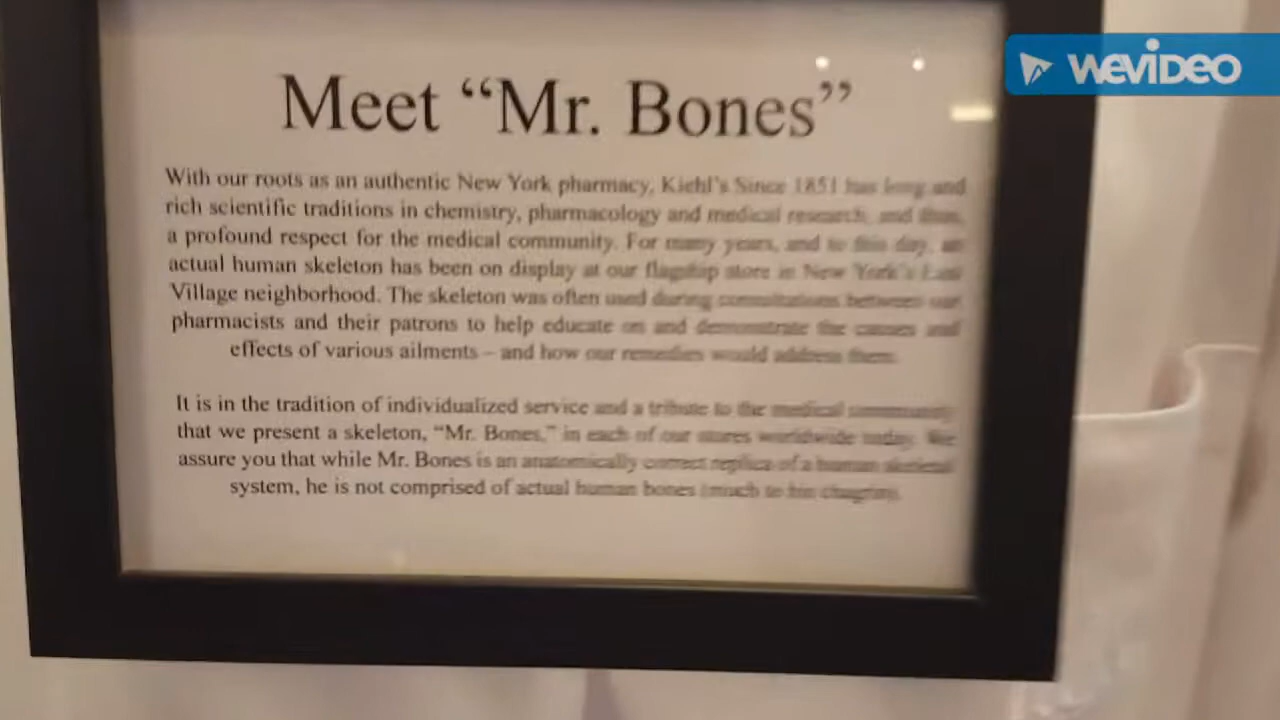 WEVIDEO
Meet “Mr. Bones”
With our roots as an authentic New York pharmacy, Kiehl's Since 1851 has long and
rich scientific traditions in chemistry, pharmacology and medical research, and thus,
a profound respect for the medical community. For many years, and to this day, an
actual human skeleton has been on display at our flagship store in New York's East
Village neighborhood. The skeleton was often used during consultations between our
pharmacists and their patrons to help educate on and demonstrate the causes and
effects of various ailments – and how our remedies would address them.
It is in the tradition of individualized service and a tribute to the medical community
that we present a skeleton, “Mr. Bones,” in each of our stores worldwide today. We
assure you that while Mr. Bones is an anatomically correct replica of a human skeletal
system, he is not comprised of actual human bones (much to his chagrin).